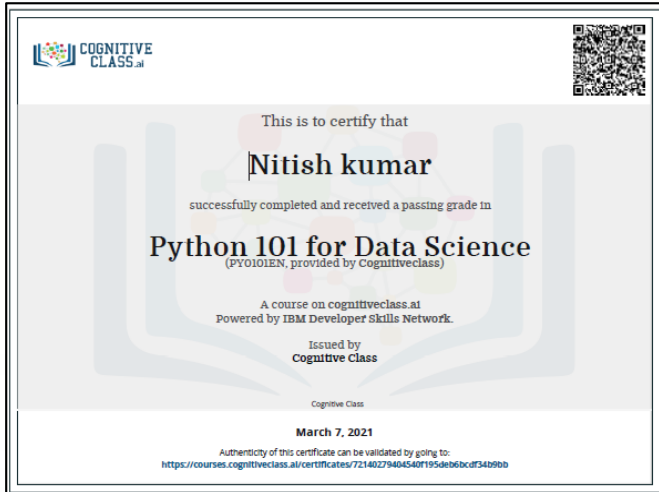 COGNITIVE
CLASS.ai
This is to certify that
Nitish kumar
successfully completed and received a passing grade in
Python 101 for Data Science
(PY0101EN, provided by Cognitiveclass)
A course on cognitiveclass.ai
Powered by IBM Developer Skills Network.
Issued by
Cognitive Class
Cognitive Class
March 7, 2021
Authenticity of this certificate can be validated by going to:
https://courses.cognitiveclass.ai/certificates/72140279404540f195deb6bcdf34b9bb